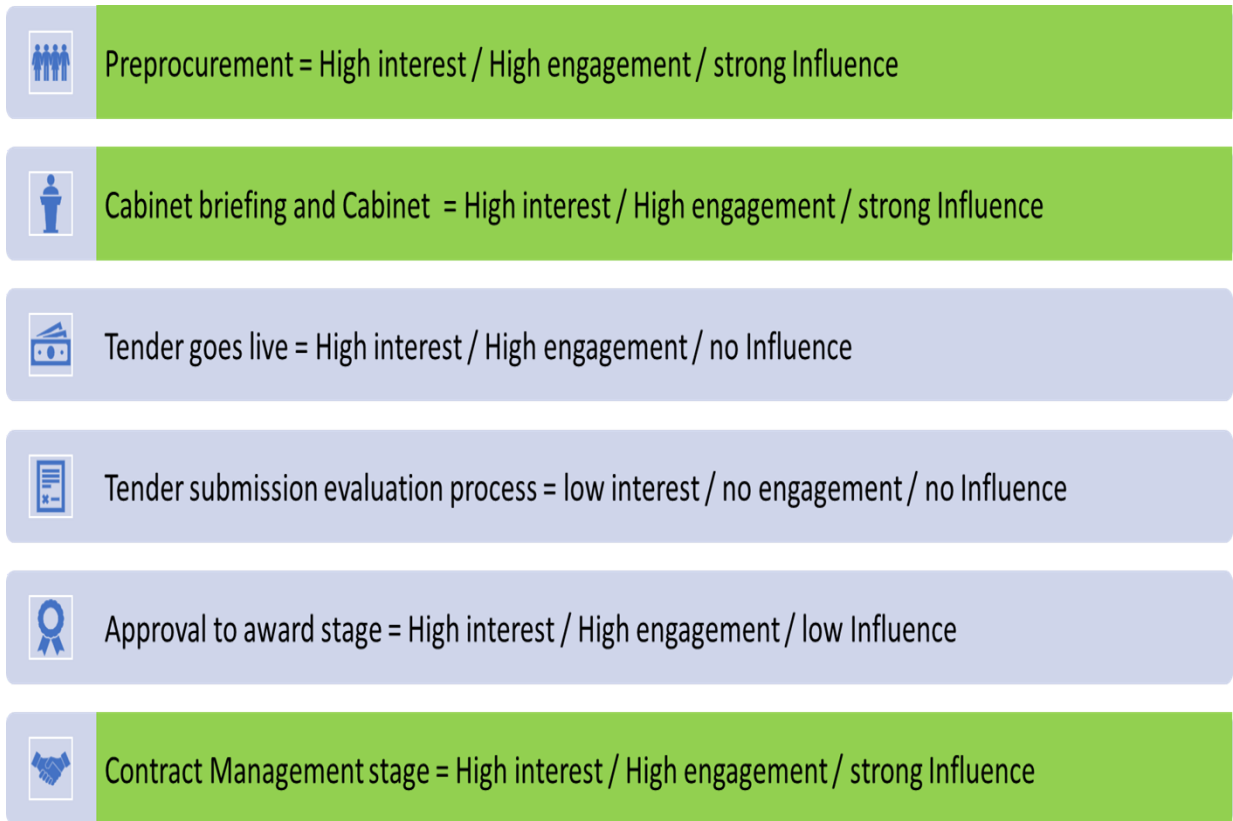 Preprocurement = High interest / High engagement / strong Influence
Cabinet briefing and Cabinet = High interest / High engagement / strong Influence
Tender goes live = High interest / High engagement / no Influence
Tender submission evaluation process = low interest / no engagement / no Influence
Approval to award stage = High interest / High engagement / low Influence
Contract Management stage = High interest / High engagement / strong Influence